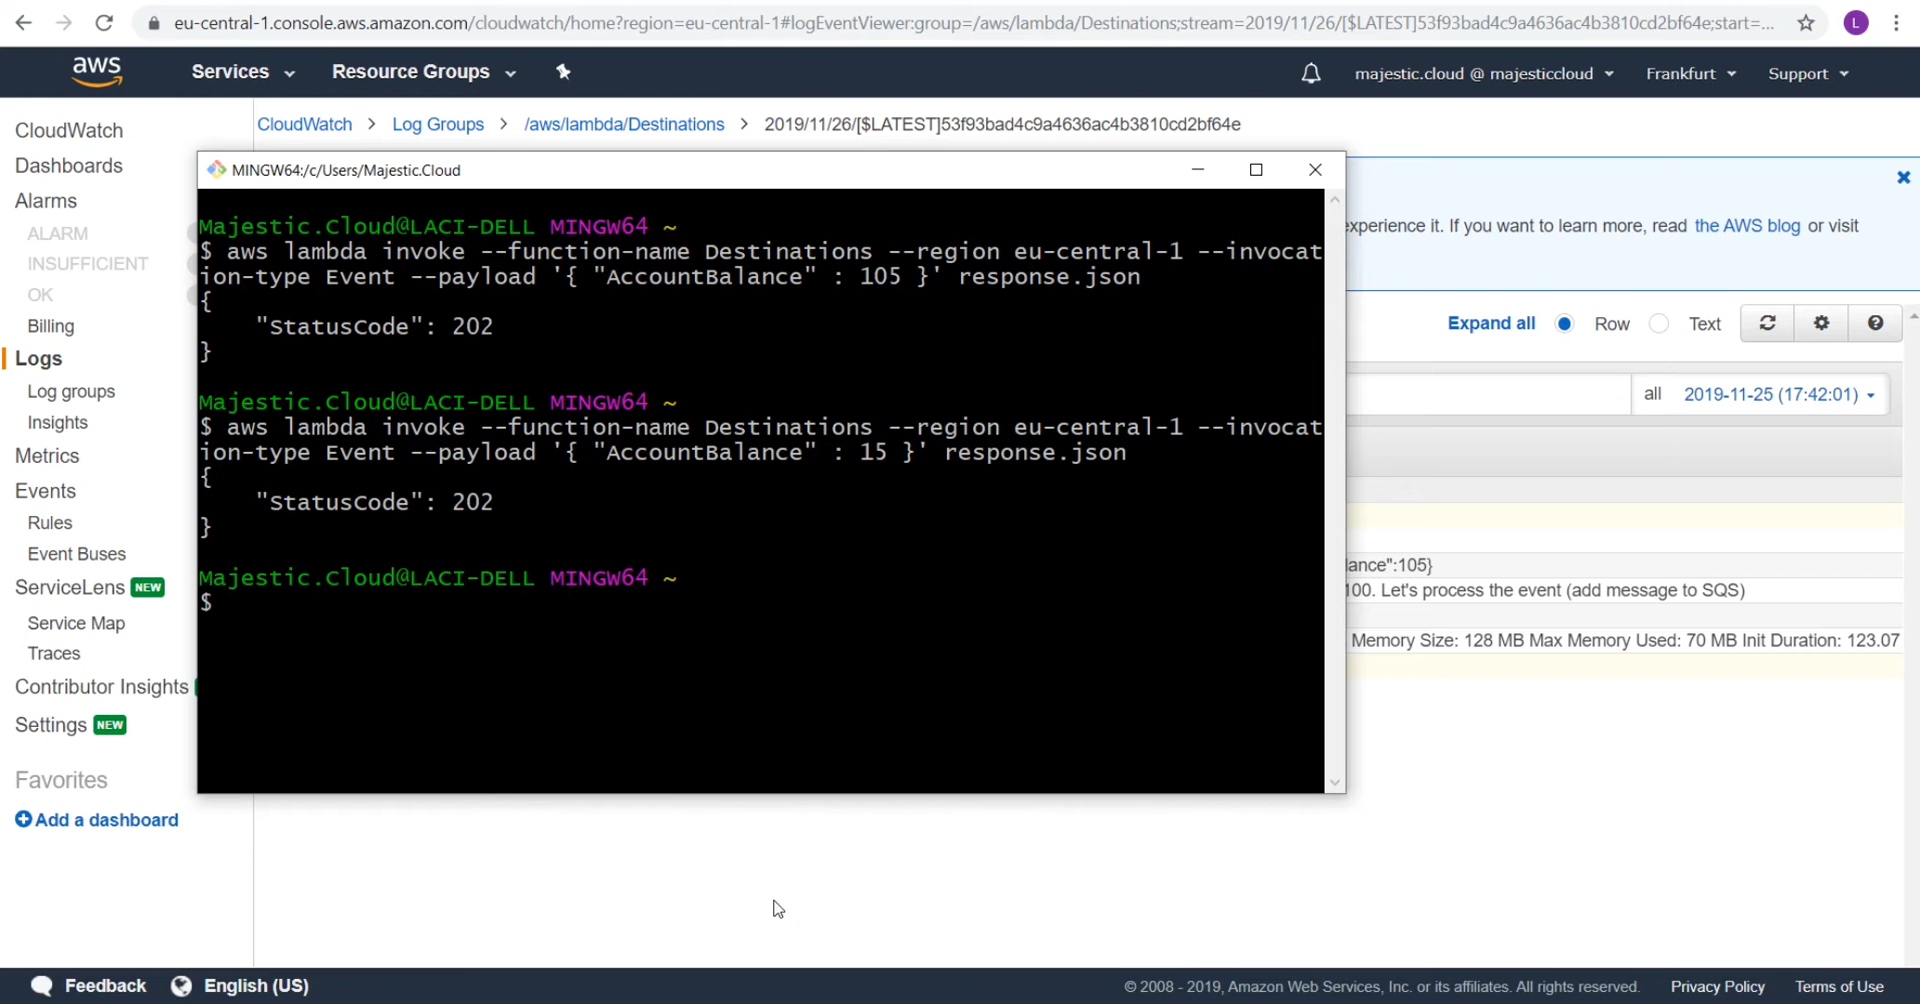 eu-central-1.console.aws.amazon.com/cloudwatch/home?region=eu-central-1#logEventViewer:group=/aws/lambda/Destinations;stream=2019/11/26/[$LATEST]53f93bad4c9a4636ac4b3810cd2bf64e;start=...
L
aws
Services
Resource Groups
majestic.cloud @ majesticcloud
Frankfurt
Support
CloudWatch
Dashboards
Alarms
ALARM
INSUFFICIENT
OK
Billing
Logs
Log groups
Insights
Metrics
Events
Rules
Event Buses
ServiceLens NEW
Service Map
Traces
Contributor Insights
Settings NEW
Favorites
Add a dashboard
CloudWatch > Log Groups > /aws/lambda/Destinations > 2019/11/26/[$LATEST]53f93bad4c9a4636ac4b3810cd2bf64e
MINGW64:/c/Users/Majestic.Cloud
Majestic.Cloud@LACI-DELL MINGW64 ~
$ aws lambda invoke --function-name Destinations --region eu-central-1 --invocat
ion-type Event --payload '{ "AccountBalance" : 105 }' response.json
{
"StatusCode": 202
}
Majestic.Cloud@LACI-DELL MINGW64 ~
$ aws lambda invoke --function-name Destinations --region eu-central-1 --invocat
ion-type Event --payload '{ "AccountBalance" : 15 }' response.json
{
"StatusCode": 202
}
Majestic.Cloud@LACI-DELL MINGW64 ~
$
experience it. If you want to learn more, read the AWS blog or visit
Expand all Row Text
all 2019-11-25 (17:42:01)
lance":105}
100. Let's process the event (add message to SQS)
Memory Size: 128 MB Max Memory Used: 70 MB Init Duration: 123.07
Feedback English (US)
© 2008 - 2019, Amazon Web Services, Inc. or its affiliates. All rights reserved. Privacy Policy Terms of Use